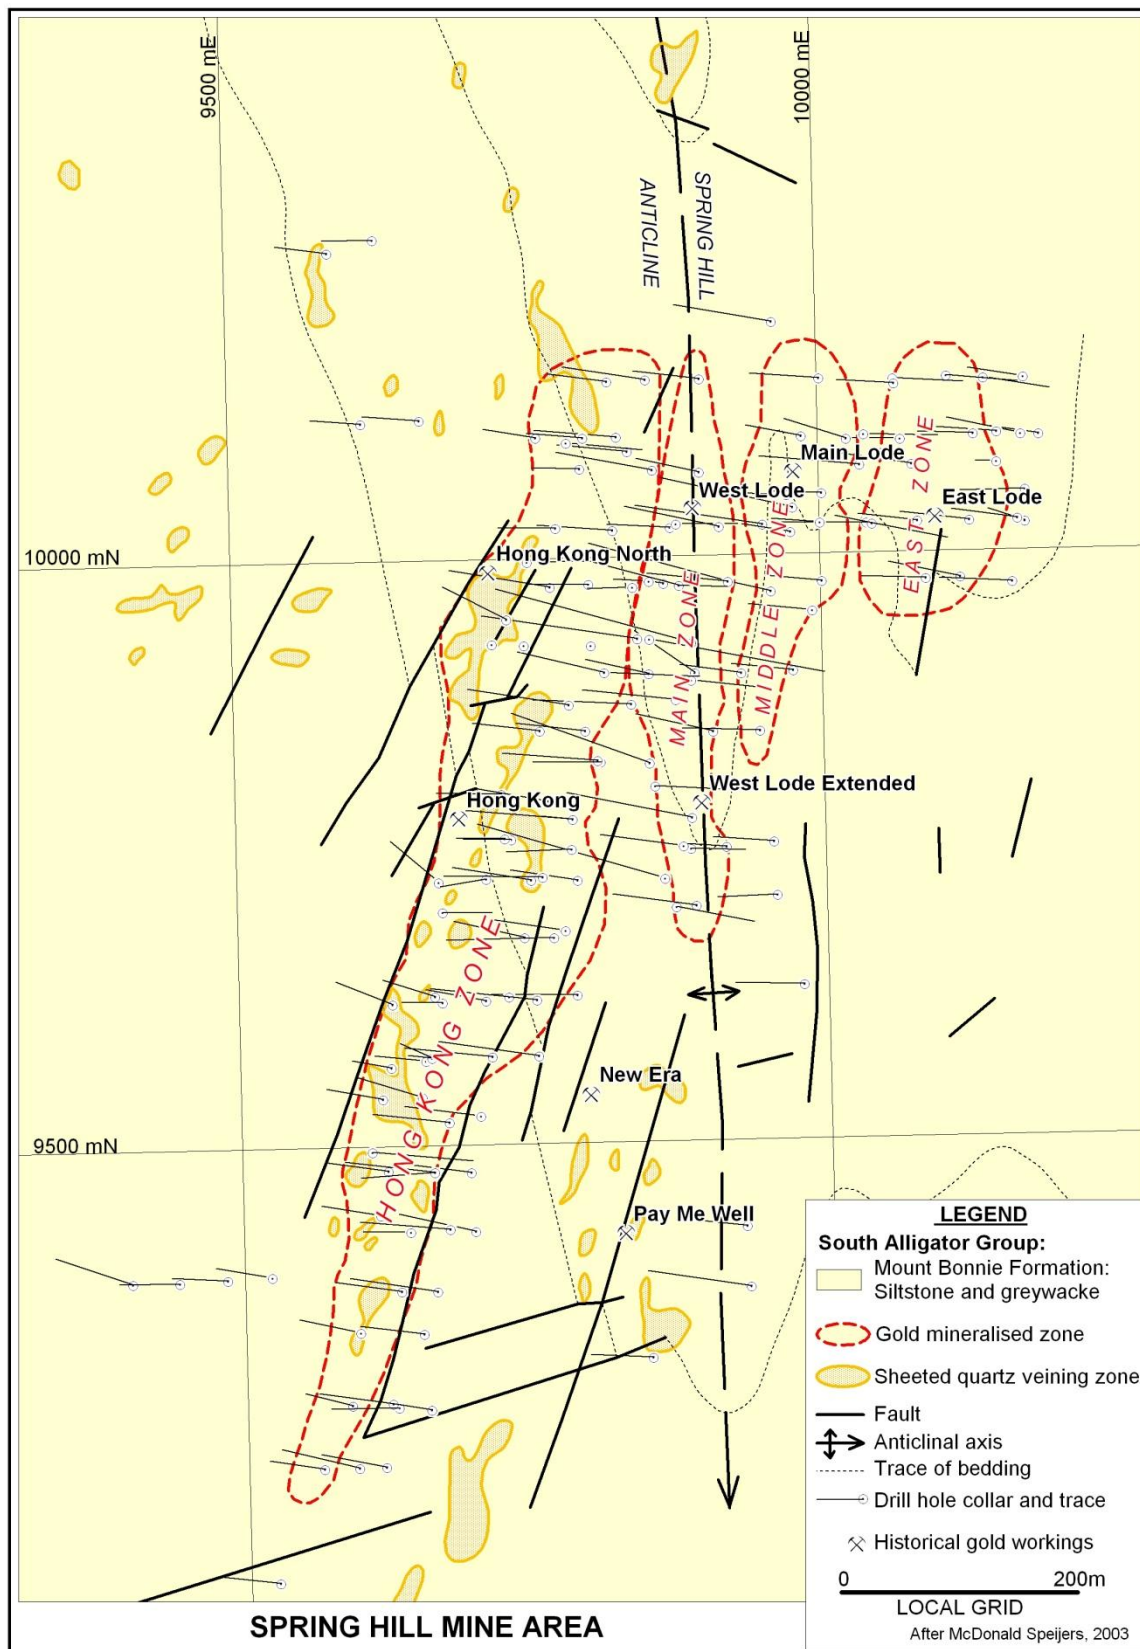 9500 mE
10000 mE
SPRING HILL
ANTICLINE
Main Lode
West Lode
East Lode
EAST ZONE
10000 mN
Hong Kong North
MAIN ZONE
MIDDLE ZONE
West Lode Extended
Hong Kong
HONG KONG ZONE
New Era
9500 mN
Pay Me Well
LEGEND
South Alligator Group:
Mount Bonnie Formation:
Siltstone and greywacke
Gold mineralised zone
Sheeted quartz veining zone
Fault
Anticlinal axis
Trace of bedding
Drill hole collar and trace
Historical gold workings
0 200m
LOCAL GRID
After McDonald Speijers, 2003
SPRING HILL MINE AREA